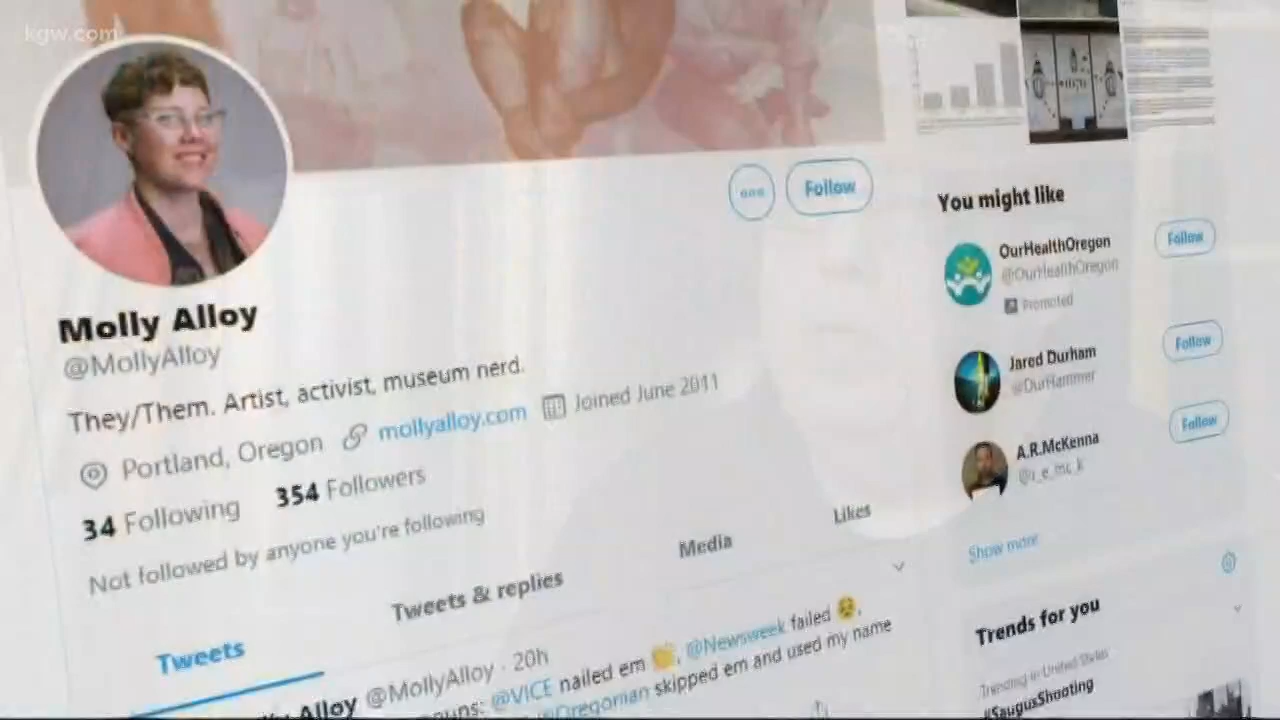 kgw.com
Follow
Molly Alloy
@MollyAlloy
They/Them. Artist, activist, museum nerd.
Portland, Oregon mollyalloy.com Joined June 2011
34 Following 354 Followers
Not followed by anyone you're following
Tweets Tweets & replies Media Likes
Alloy @MollyAlloy · 20h
@VICE nailed em 👏, @Newsweek failed 😢,
skipped em and used my name
You might like
OurHealthOregon
@OurHealthOregon
Promoted
Follow
Jared Durham
@DurHammer
Follow
A.R.McKenna
Follow
Show more
Trends for you
Trending in United States
#SaugusShooting